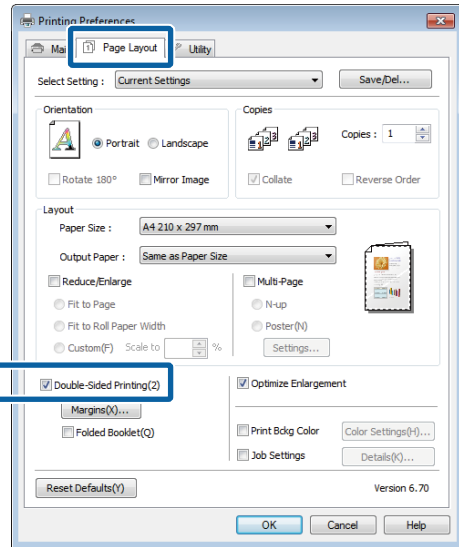 Printing Preferences
Page Layout Utility
Select Setting : Current Settings Save/Del...
Orientation Copies
Portrait Landscape Copies : 1
Rotate 180° Mirror Image Collate Reverse Order
Layout
Paper Size : A4 210 x 297 mm
Output Paper : Same as Paper Size
Reduce/Enlarge Multi-Page
Fit to Page N-up
Fit to Roll Paper Width Poster(N)
Custom(F) Scale to % Settings...
Double-Sided Printing(2) Optimize Enlargement
Margins(X)...
Folded Booklet(Q) Print Bckg Color Color Settings(H)...
Job Settings Details(K)...
Reset Defaults(Y) Version 6.70
OK Cancel Help